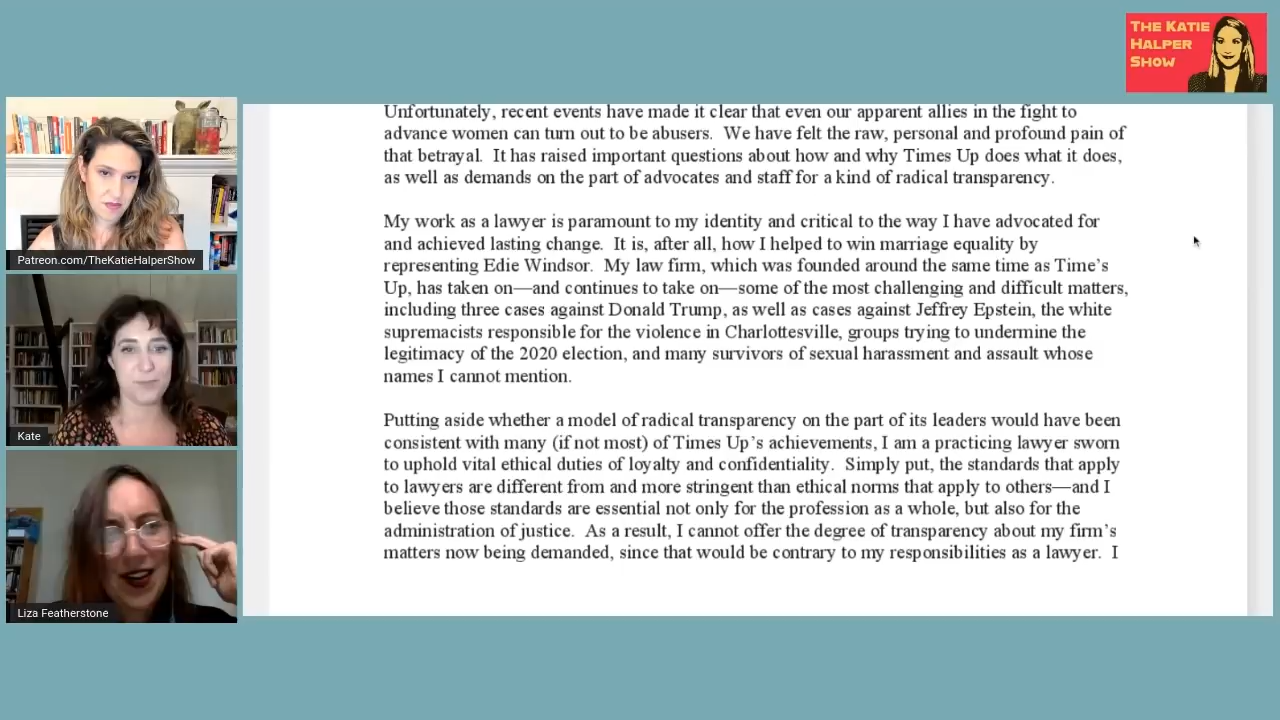 THE KATIE
HALPER
SHOW
Patreon.com/TheKatieHalperShow
Kate
Liza Featherstone
Unfortunately, recent events have made it clear that even our apparent allies in the fight to
advance women can turn out to be abusers.  We have felt the raw, personal and profound pain of
that betrayal.  It has raised important questions about how and why Times Up does what it does,
as well as demands on the part of advocates and staff for a kind of radical transparency.
My work as a lawyer is paramount to my identity and critical to the way I have advocated for
and achieved lasting change.  It is, after all, how I helped to win marriage equality by
representing Edie Windsor.  My law firm, which was founded around the same time as Time’s
Up, has taken on—and continues to take on—some of the most challenging and difficult matters,
including three cases against Donald Trump, as well as cases against Jeffrey Epstein, the white
supremacists responsible for the violence in Charlottesville, groups trying to undermine the
legitimacy of the 2020 election, and many survivors of sexual harassment and assault whose
names I cannot mention.
Putting aside whether a model of radical transparency on the part of its leaders would have been
consistent with many (if not most) of Times Up’s achievements, I am a practicing lawyer sworn
to uphold vital ethical duties of loyalty and confidentiality.  Simply put, the standards that apply
to lawyers are different from and more stringent than ethical norms that apply to others—and I
believe those standards are essential not only for the profession as a whole, but also for the
administration of justice.  As a result, I cannot offer the degree of transparency about my firm’s
matters now being demanded, since that would be contrary to my responsibilities as a lawyer.  I